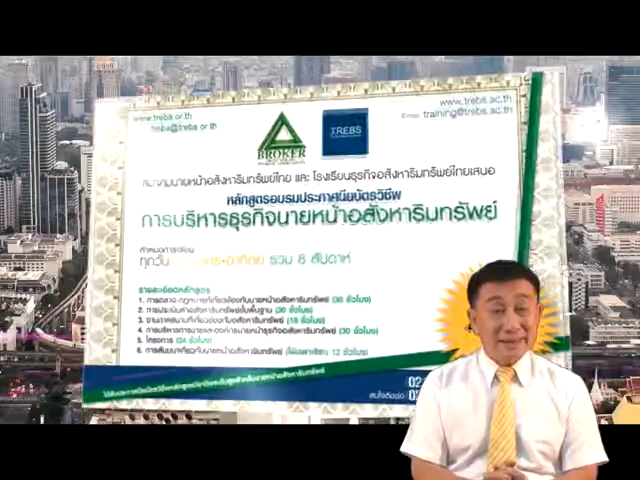 www.treba.or.th
treba@treba.or.th
www.trebs.ac.th
Email: training@trebs.ac.th
BROKER
TREBS
สมาคมนายหน้าอสังหาริมทรัพย์ไทย และ โรงเรียนธุรกิจอสังหาริมทรัพย์ไทยเสนอ
หลักสูตรอบรมประกาศนียบัตรวิชีพ
การบริหารธุรกิจนายหน้าอสังหาริมทรัพย์
กำหนดการเรียน
ทุกวัน อาทิตย์ รวม 8 สัปดาห์
รายละเอียดหลักสูตร
1. การตลาด-กฎหมายที่เกี่ยวข้องกับนายหน้าอสังหาริมทรัพย์ (30 ชั่วโมง)
2. การประเมินค่าอสังหาริมทรัพย์ขั้นพื้นฐาน (30 ชั่วโมง)
3. งานภาคสนามที่เกี่ยวข้องกับอสังหาริมทรัพย์ (18 ชั่วโมง)
4. การบริหารการขายและองค์กรนายหน้าธุรกิจอสังหาริมทรัพย์ (30 ชั่วโมง)
5. โครงการ (24 ชั่วโมง)
6. การสัมมนาเกี่ยวกับนายหน้าอสังหาริมทรัพย์ 12 ชั่วโมง)
สนใจติดต่อ